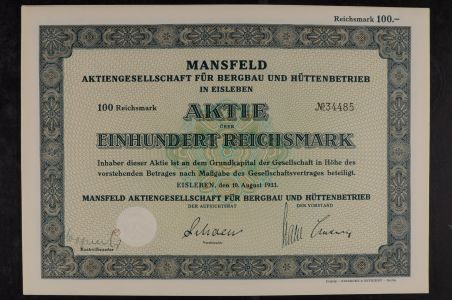 Reichsmark 100.–
MANSFELD
AKTIENGESELLSCHAFT FÜR BERGBAU UND HÜTTENBETRIEB
IN EISLEBEN
100 Reichsmark AKTIE №34485
ÜBER
EINHUNDERT REICHSMARK
Inhaber dieser Aktie ist an dem Grundkapital der Gesellschaft in Höhe des
vorstehenden Betrages nach Maßgabe des Gesellschaftsvertrages beteiligt.
EISLEBEN, den 10. August 1933.
MANSFELD AKTIENGESELLSCHAFT FÜR BERGBAU UND HÜTTENBETRIEB
DER AUFSICHTSRAT DER VORSTAND
Vorsitzender
Kontrollbeamter